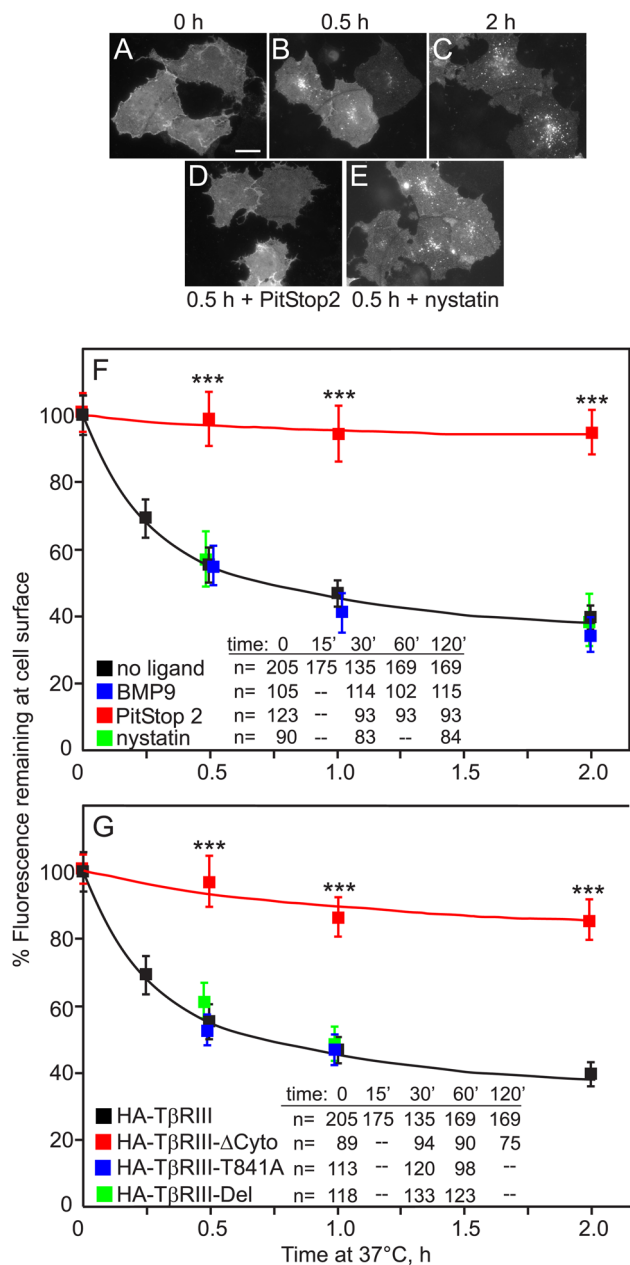 0 h 0.5 h 2 h
A B C
D E
0.5 h + PitStop2 0.5 h + nystatin
F
*** *** ***
100
80
60
40
20
0
time: 0 15’ 30’ 60’ 120’
no ligand n= 205 175 135 169 169
BMP9 n= 105 -- 114 102 115
PitStop 2 n= 123 -- 93 93 93
nystatin n= 90 -- 83 -- 84
0 0.5 1.0 1.5 2.0
% Fluorescence remaining at cell surface
G
*** *** ***
100
80
60
40
20
0
time: 0 15’ 30’ 60’ 120’
HA-TβRIII n= 205 175 135 169 169
HA-TβRIII-ΔCyto n= 89 -- 94 90 75
HA-TβRIII-T841A n= 113 -- 120 98 --
HA-TβRIII-Del n= 118 -- 133 123 --
0 0.5 1.0 1.5 2.0
Time at 37°C, h